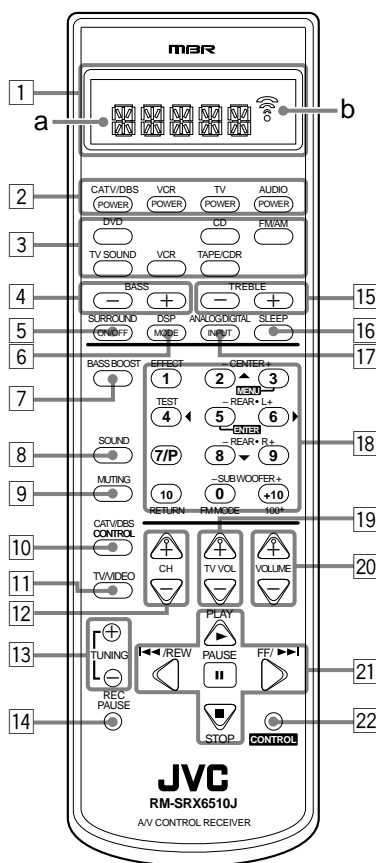 MBR
1
a
b
2
CATV/DBS VCR TV AUDIO
POWER POWER POWER POWER
3
DVD CD FM/AM
TV SOUND VCR TAPE/CDR
4
BASS TREBLE
− + − +
15
5
SURROUND DSP ANALOG/DIGITAL SLEEP
ON/OFF MODE INPUT
16
6
17
7
BASS BOOST EFFECT – CENTER +
1 2 3
MENU
TEST – REAR • L +
4 5 6
ENTER
8
SOUND – REAR • R +
7/P 8 9
18
9
MUTING – SUBWOOFER +
10 0 +10
RETURN FM MODE 100+
10
CATV/DBS
CONTROL
19
+ + +
CH TV VOL VOLUME
− − −
20
11
TV/VIDEO
12
13
+
TUNING
−
PLAY
/REW PAUSE FF/
21
REC
PAUSE
14
STOP
CONTROL
22
JVC
RM-SRX6510J
A/V CONTROL RECEIVER